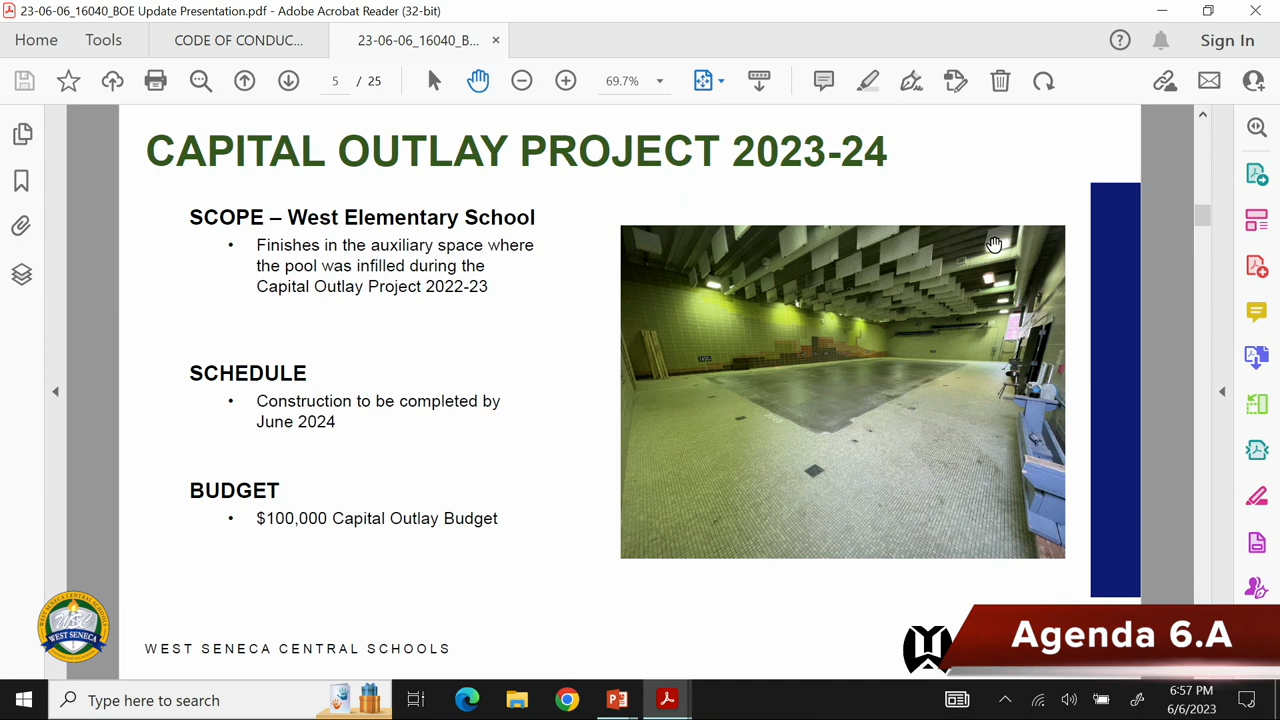 23-06-06_16040_BOE Update Presentation.pdf - Adobe Acrobat Reader (32-bit)
Home
Tools
CODE OF CONDUC...
23-06-06_16040_B...
Sign In
5 / 25
69.7%
CAPITAL OUTLAY PROJECT 2023-24
SCOPE – West Elementary School
• Finishes in the auxiliary space where
the pool was infilled during the
Capital Outlay Project 2022-23
SCHEDULE
• Construction to be completed by
June 2024
BUDGET
• $100,000 Capital Outlay Budget
WEST SENECA
WEST SENECA CENTRAL SCHOOLS
Agenda 6.A
Type here to search
6:57 PM
6/6/2023